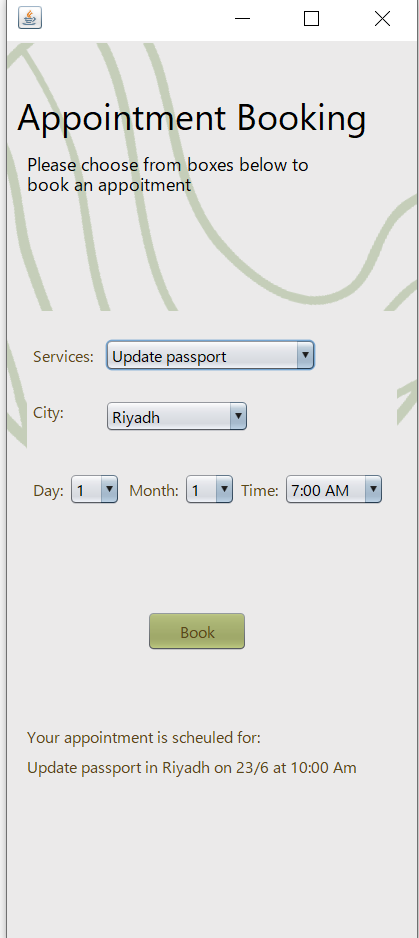 Appointment Booking
Please choose from boxes below to
book an appoitment
Services: Update passport
City: Riyadh
Day: 1 Month: 1 Time: 7:00 AM
Book
Your appointment is scheuled for:
Update passport in Riyadh on 23/6 at 10:00 Am